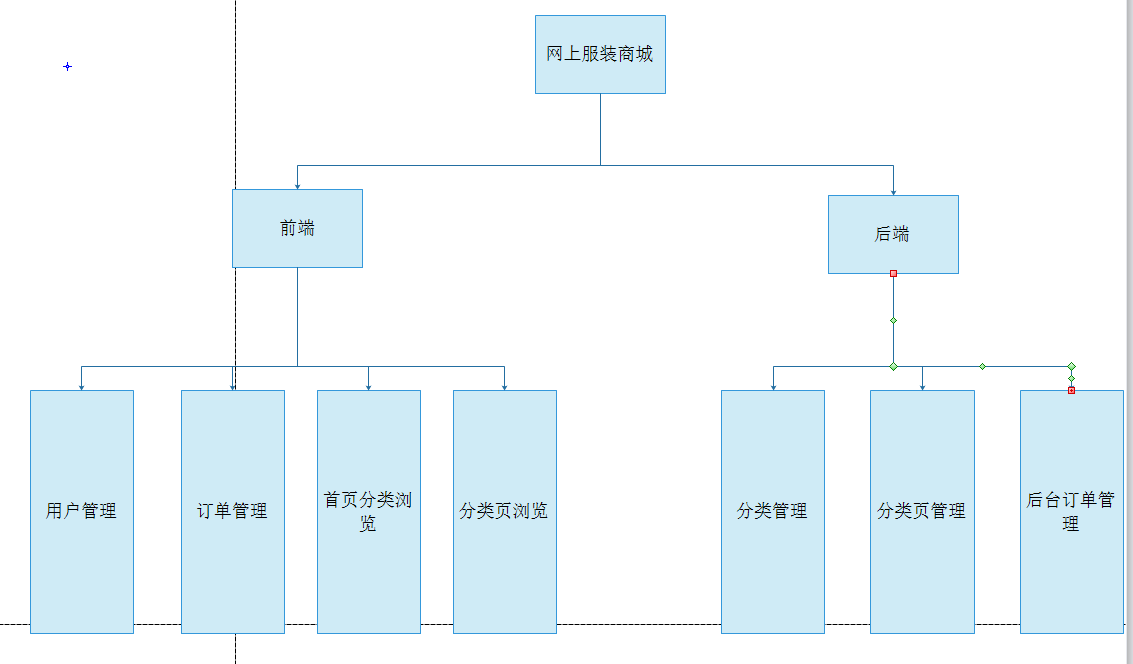 网上服装商城
前端
后端
用户管理
订单管理
首页分类浏
览
分类页浏览
分类管理
分类页管理
后台订单管
理